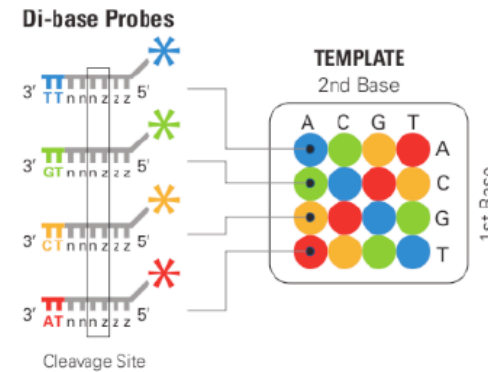 Di-base Probes
3' TT n n n z z z 5'
3' GT n n n z z z 5'
3' CT n n n z z z 5'
3' AT n n n z z z 5'
Cleavage Site
TEMPLATE
2nd Base
A C G T
A
C
G
T
1st Base